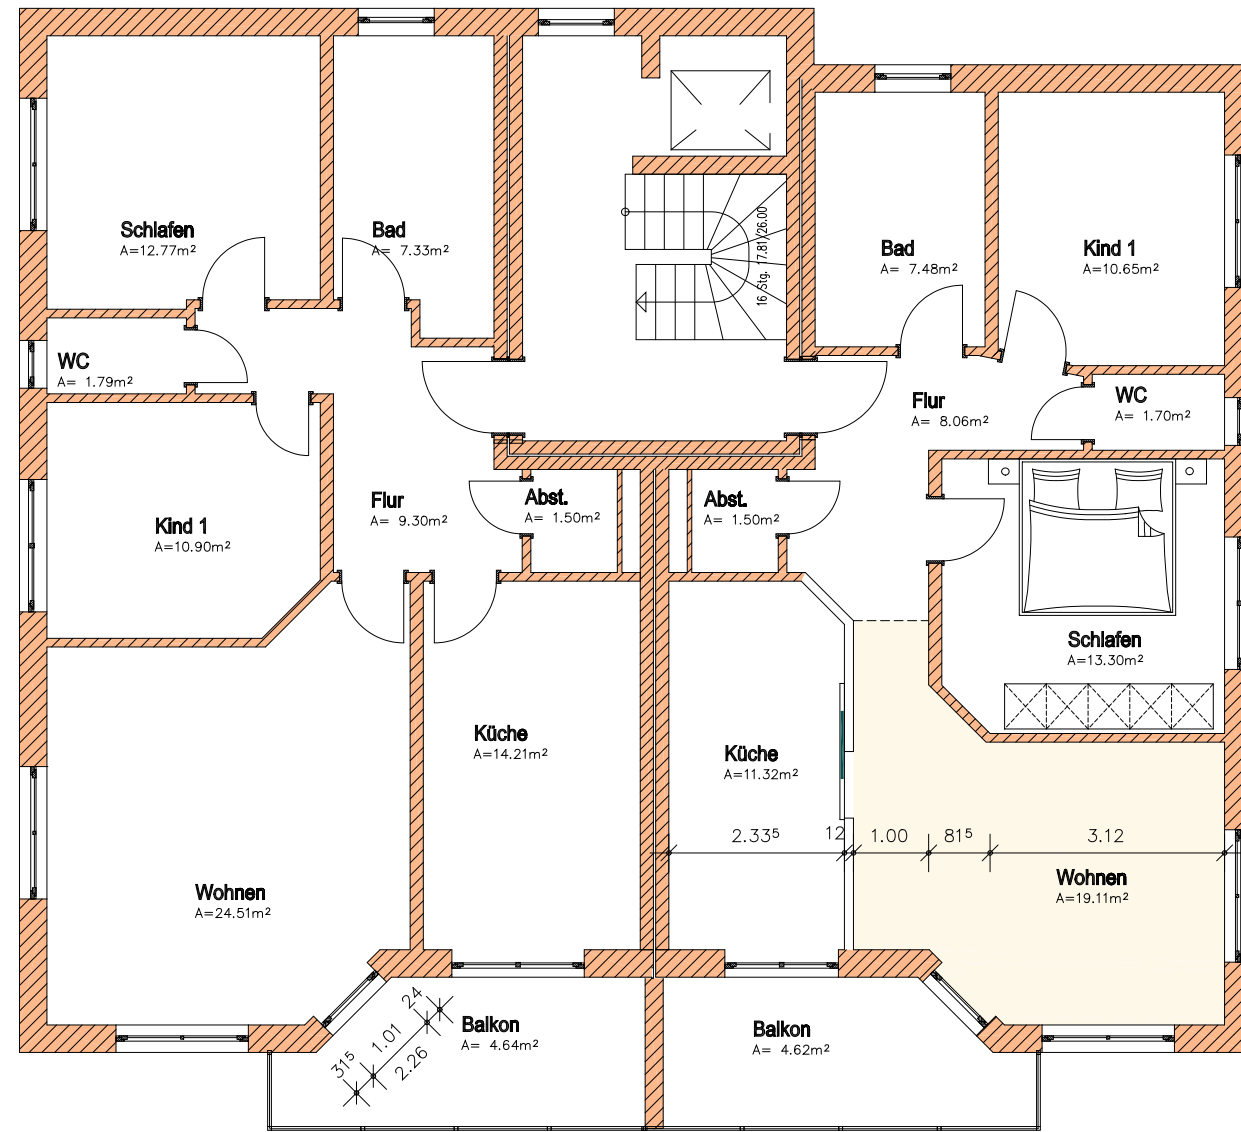 Schlafen
A=12.77m²
Bad
A= 7.33m²
16 Stg. 17.81/26.00
Bad
A= 7.48m²
Kind 1
A=10.65m²
WC
A= 1.79m²
Flur
A= 8.06m²
WC
A= 1.70m²
Kind 1
A=10.90m²
Flur
A= 9.30m²
Abst.
A= 1.50m²
Abst.
A= 1.50m²
Schlafen
A=13.30m²
Küche
A=14.21m²
Küche
A=11.32m²
2.33⁵
12
1.00
81⁵
3.12
Wohnen
A=24.51m²
Wohnen
A=19.11m²
31⁵
1.01
24
2.26
Balkon
A= 4.64m²
Balkon
A= 4.62m²